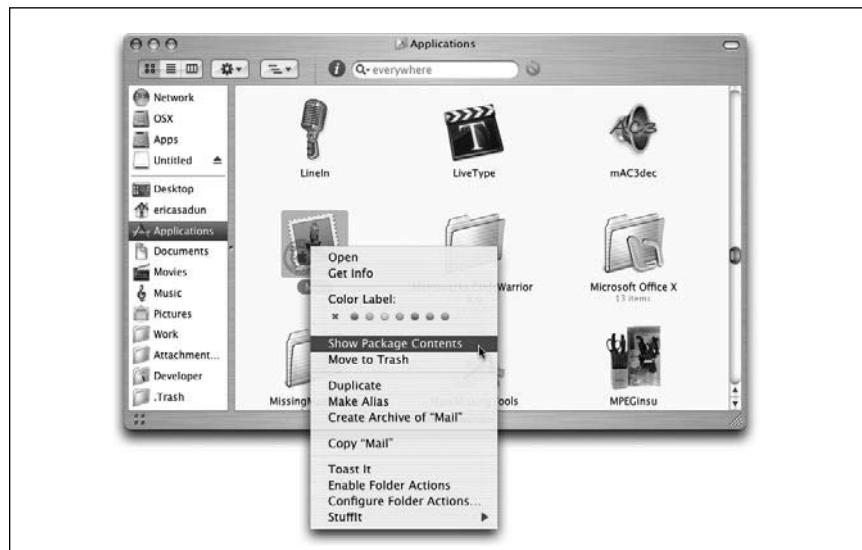 Applications
everywhere
Network
OSX
Apps
Untitled
Desktop
ericasadun
Applications
Documents
Movies
Music
Pictures
Work
Attachment...
Developer
.Trash
LineIn
LiveType
T
mAC3dec
AC3
Warrior
Microsoft Office X
13 items
MissingM
ools
MPEGinsu
Open
Get Info
Color Label:
Show Package Contents
Move to Trash
Duplicate
Make Alias
Create Archive of “Mail”
Copy “Mail”
Toast It
Enable Folder Actions
Configure Folder Actions...
StuffIt